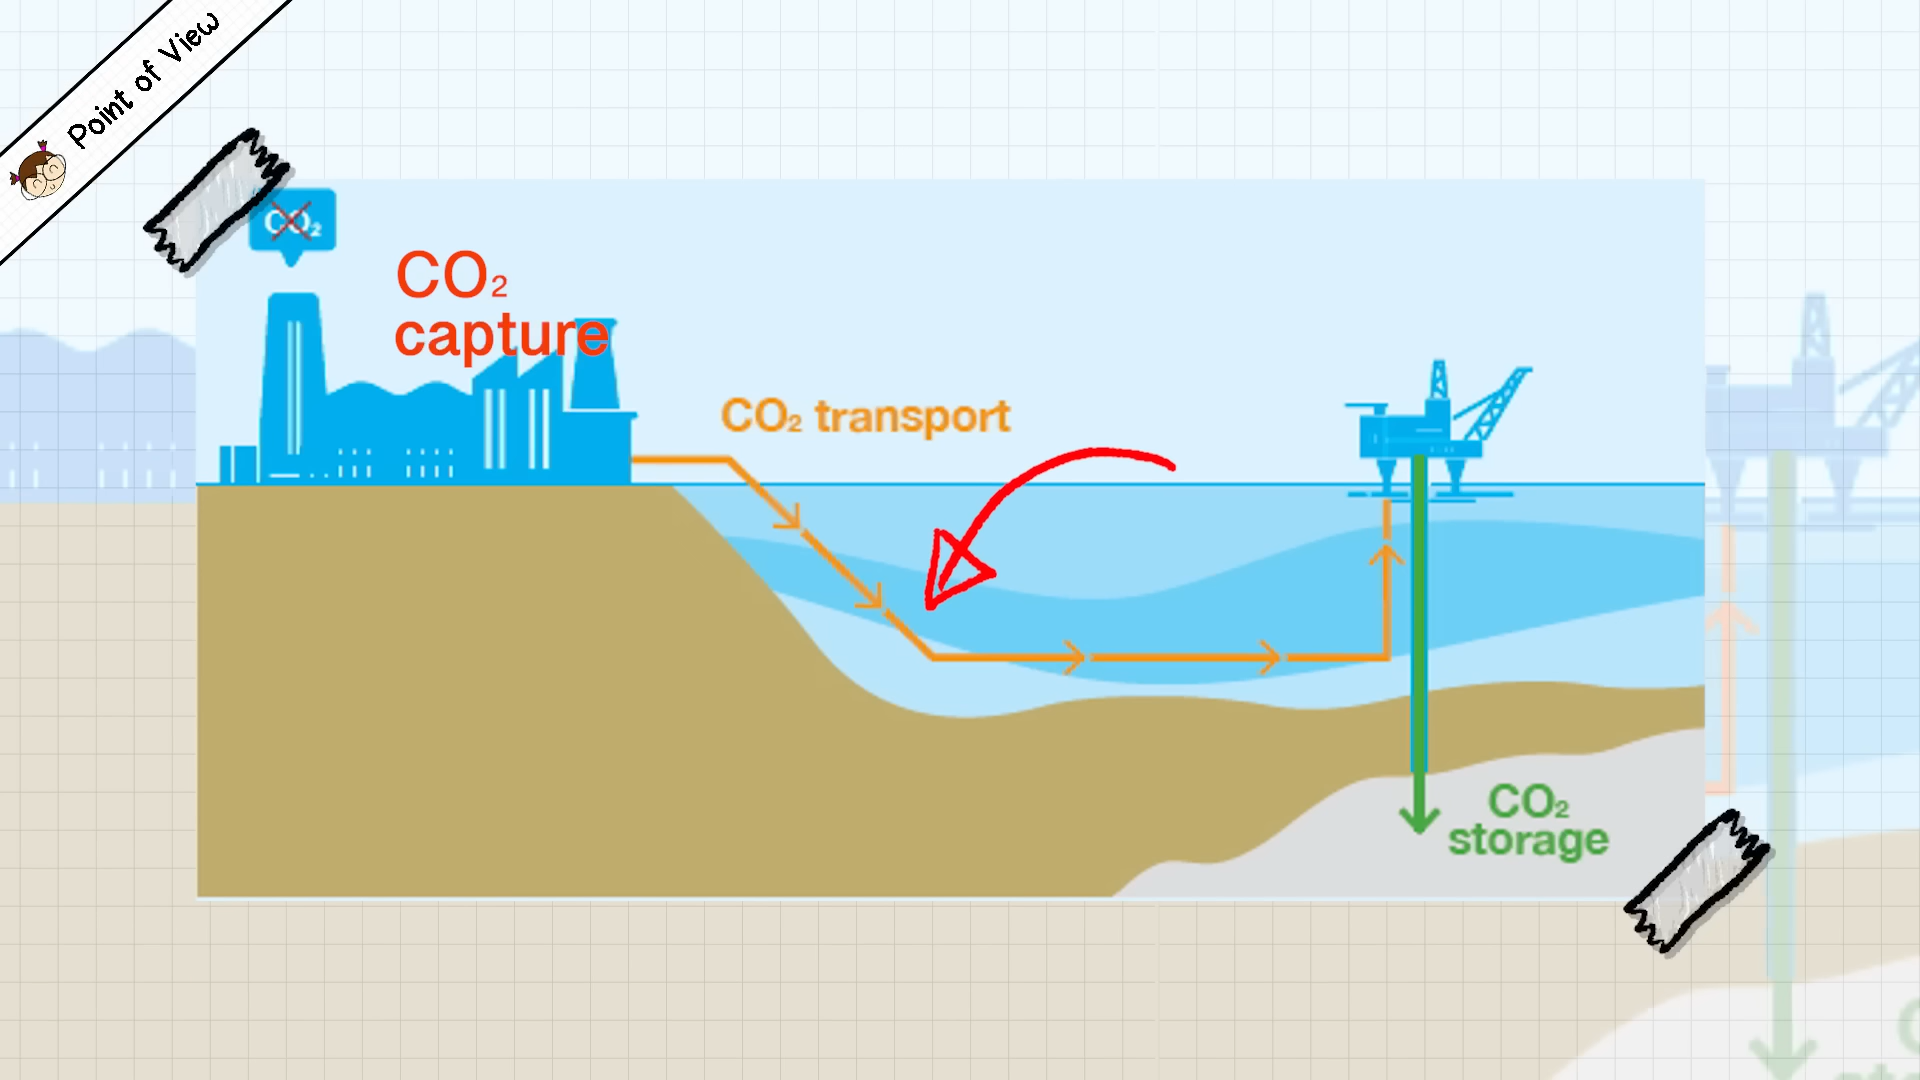 Point of View
CO₂
CO₂
capture
CO₂ transport
CO₂
storage